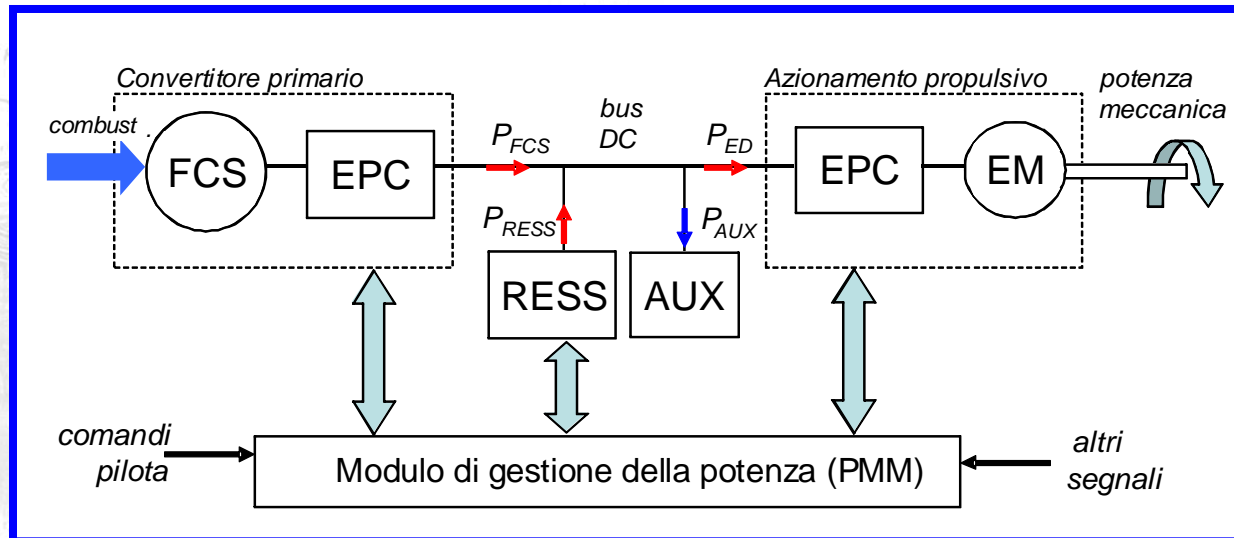 Convertitore primario
Azionamento propulsivo
potenza
meccanica
bus
DC
combust .
P_FCS
P_ED
FCS
EPC
EPC
EM
P_RESS
P_AUX
RESS
AUX
comandi
pilota
Modulo di gestione della potenza (PMM)
altri
segnali